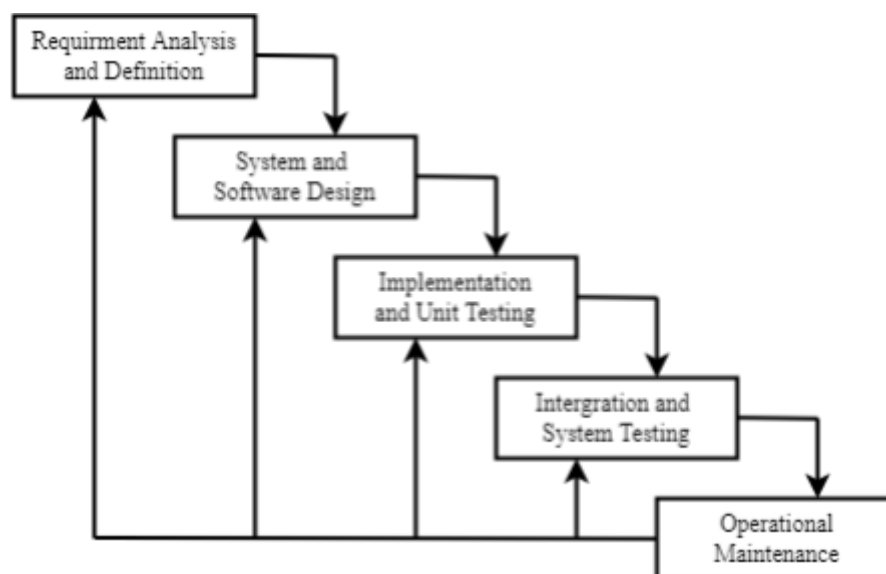 Requirment Analysis
and Definition
System and
Software Design
Implementation
and Unit Testing
Intergration and
System Testing
Operational
Maintenance